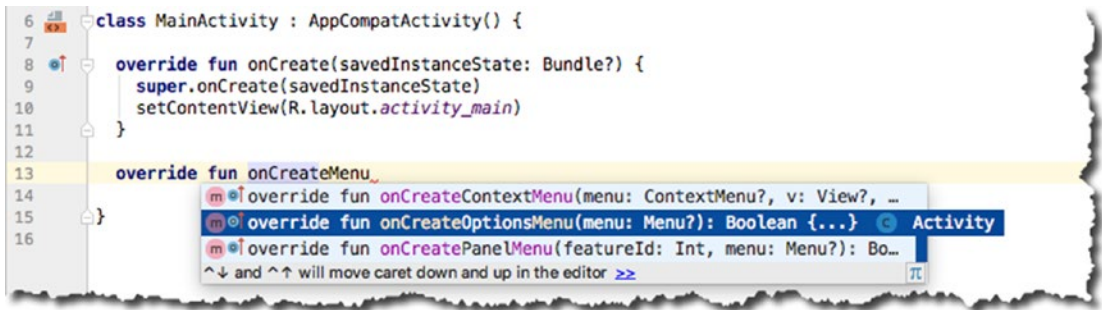 6 class MainActivity : AppCompatActivity() {
7
8 override fun onCreate(savedInstanceState: Bundle?) {
9 super.onCreate(savedInstanceState)
10 setContentView(R.layout.activity_main)
11 }
12
13 override fun onCreateMenu
14 m override fun onCreateContextMenu(menu: ContextMenu?, v: View?, …
15 } m override fun onCreateOptionsMenu(menu: Menu?): Boolean {...} C Activity
16 m override fun onCreatePanelMenu(featureId: Int, menu: Menu?): Bo…
^↓ and ^↑ will move caret down and up in the editor >> π